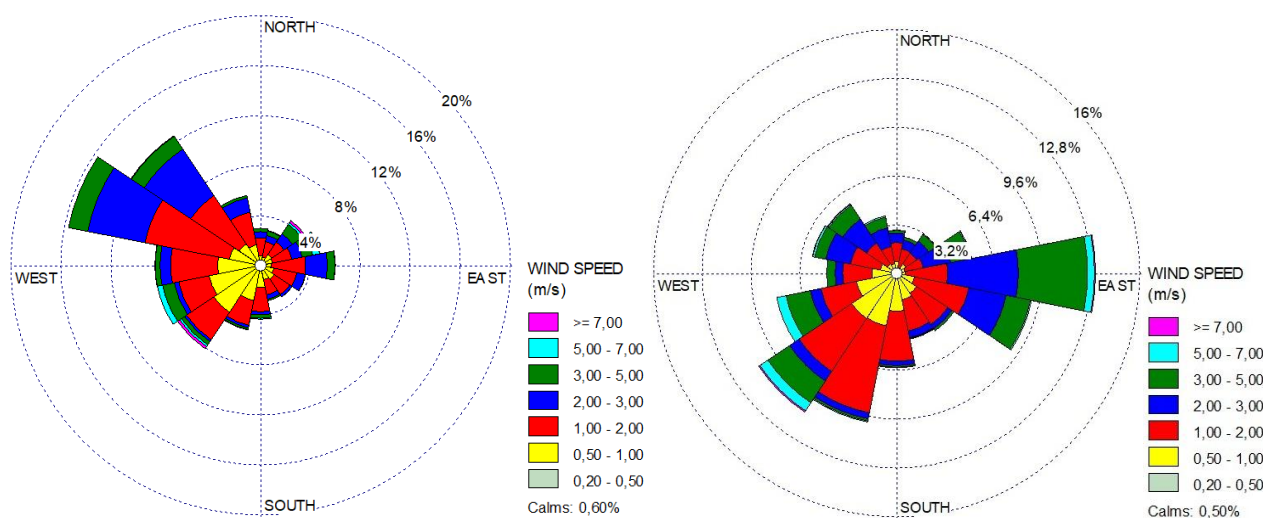 NORTH
20%
16%
12%
8%
4%
WEST
EAST
SOUTH
WIND SPEED
(m/s)
>= 7,00
5,00 - 7,00
3,00 - 5,00
2,00 - 3,00
1,00 - 2,00
0,50 - 1,00
0,20 - 0,50
Calms: 0,60%
NORTH
16%
12,8%
9,6%
6,4%
3,2%
WEST
EAST
SOUTH
WIND SPEED
(m/s)
>= 7,00
5,00 - 7,00
3,00 - 5,00
2,00 - 3,00
1,00 - 2,00
0,50 - 1,00
0,20 - 0,50
Calms: 0,50%